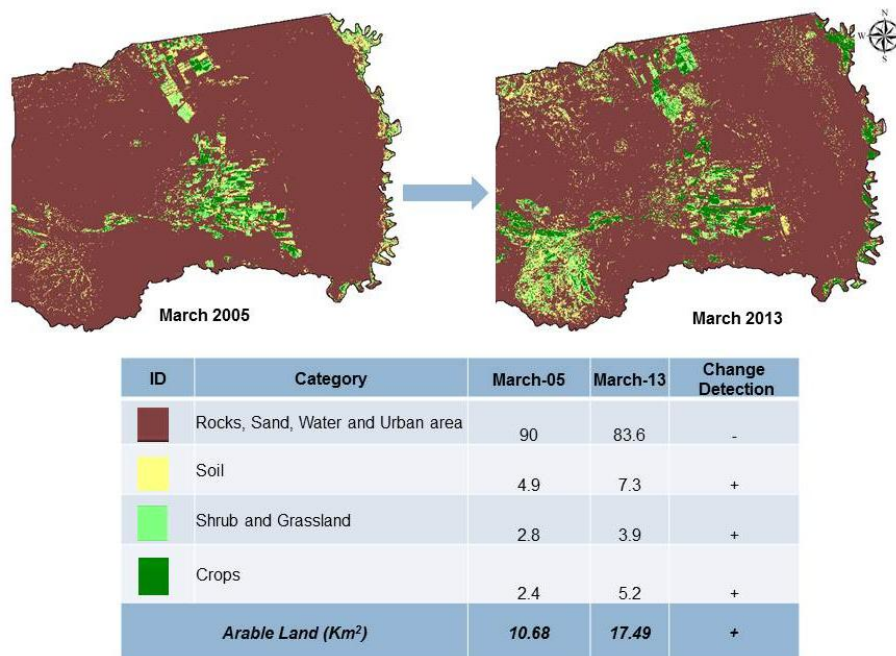 N
W
S
March 2005
March 2013
ID Category March-05 March-13 Change Detection
Rocks, Sand, Water and Urban area 90 83.6 -
Soil 4.9 7.3 +
Shrub and Grassland 2.8 3.9 +
Crops 2.4 5.2 +
Arable Land (Km²) 10.68 17.49 +